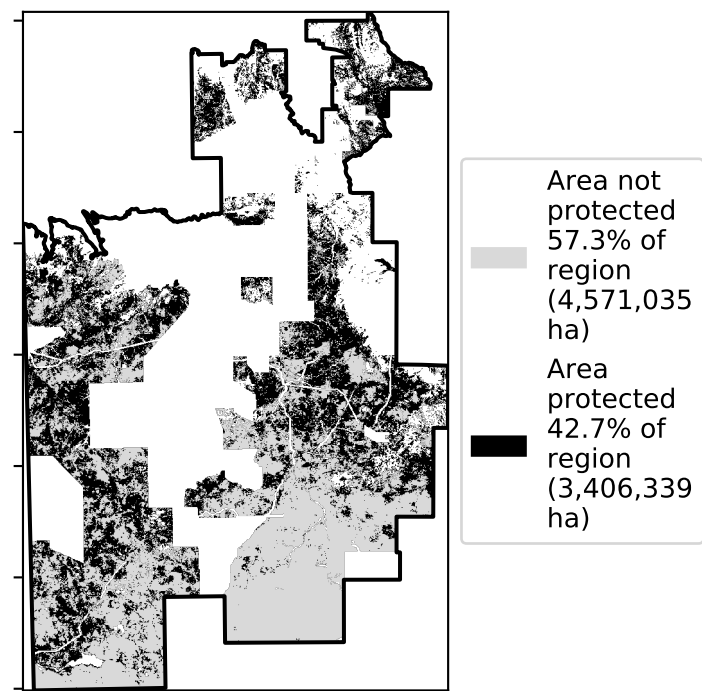 Area not
protected
57.3% of
region
(4,571,035
ha)
Area
protected
42.7% of
region
(3,406,339
ha)